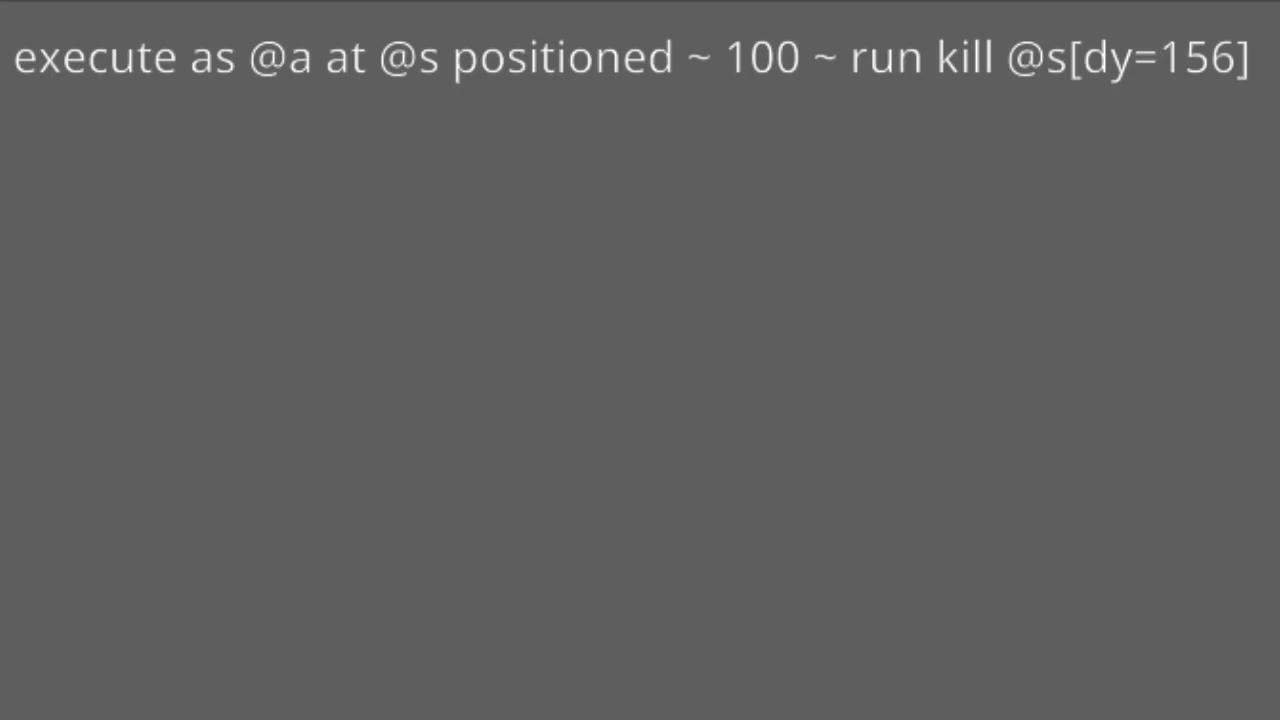 execute as @a at @s positioned ~ 100 ~ run kill @s[dy=156]